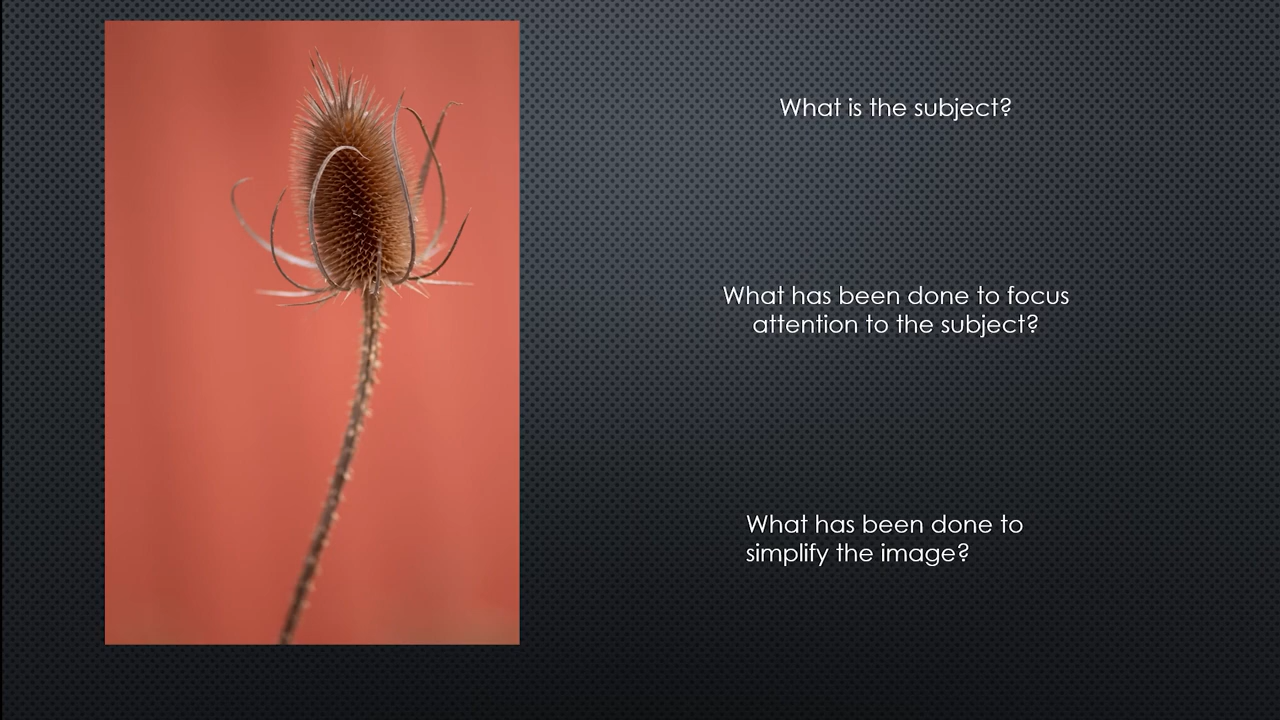 What is the subject?
What has been done to focus
attention to the subject?
What has been done to
simplify the image?